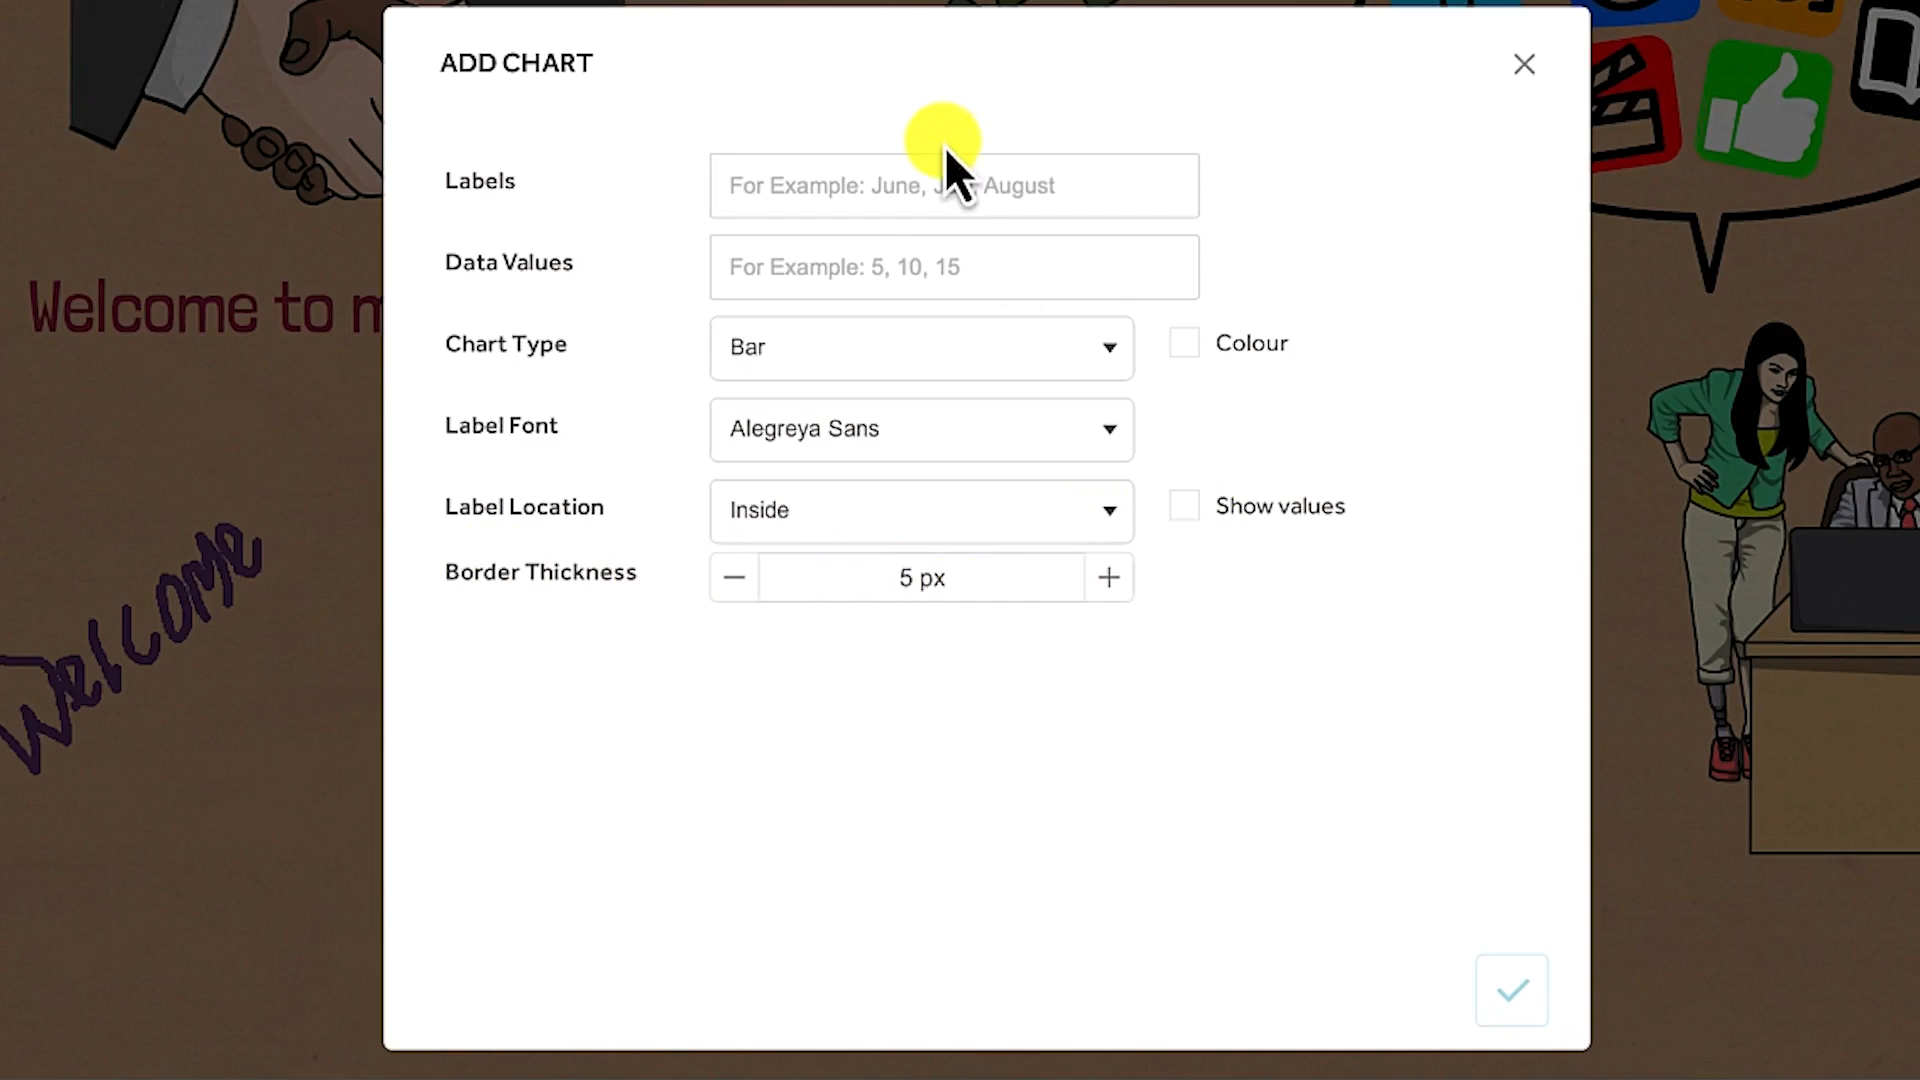 ADD CHART
Labels
For Example: June, J August
Data Values
For Example: 5, 10, 15
Chart Type
Bar
Colour
Label Font
Alegreya Sans
Label Location
Inside
Show values
Border Thickness
5 px
Welcome to m
Welcome